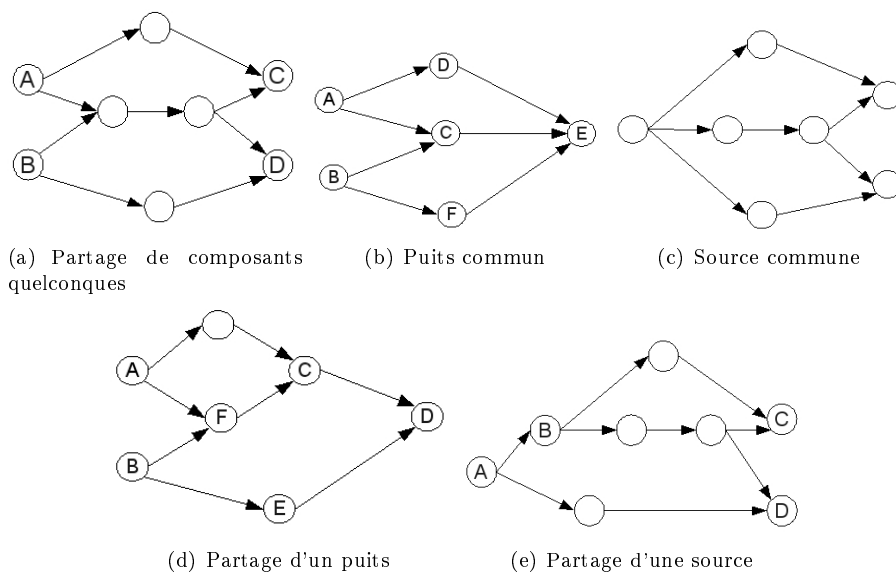 A
B
C
D
A
B
D
C
F
E
(a) Partage de composants
quelconques
(b) Puits commun
(c) Source commune
A
B
F
C
E
D
A
B
C
D
(d) Partage d'un puits
(e) Partage d'une source